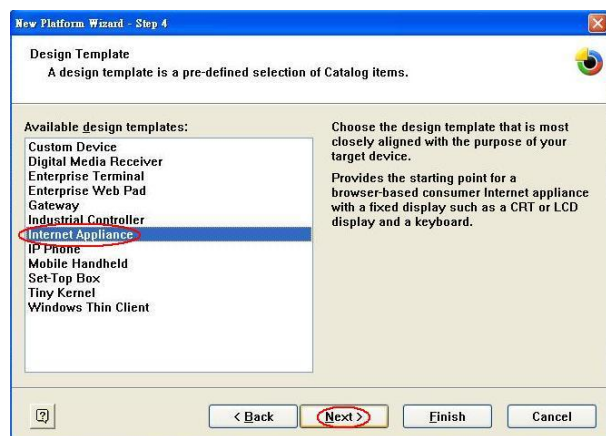 New Platform Wizard - Step 4
Design Template
A design template is a pre-defined selection of Catalog items.
Available design templates:
Custom Device
Digital Media Receiver
Enterprise Terminal
Enterprise Web Pad
Gateway
Industrial Controller
Internet Appliance
IP Phone
Mobile Handheld
Set-Top Box
Tiny Kernel
Windows Thin Client
Choose the design template that is most
closely aligned with the purpose of your
target device.
Provides the starting point for a
browser-based consumer Internet appliance
with a fixed display such as a CRT or LCD
display and a keyboard.
?
< Back
Next >
Finish
Cancel